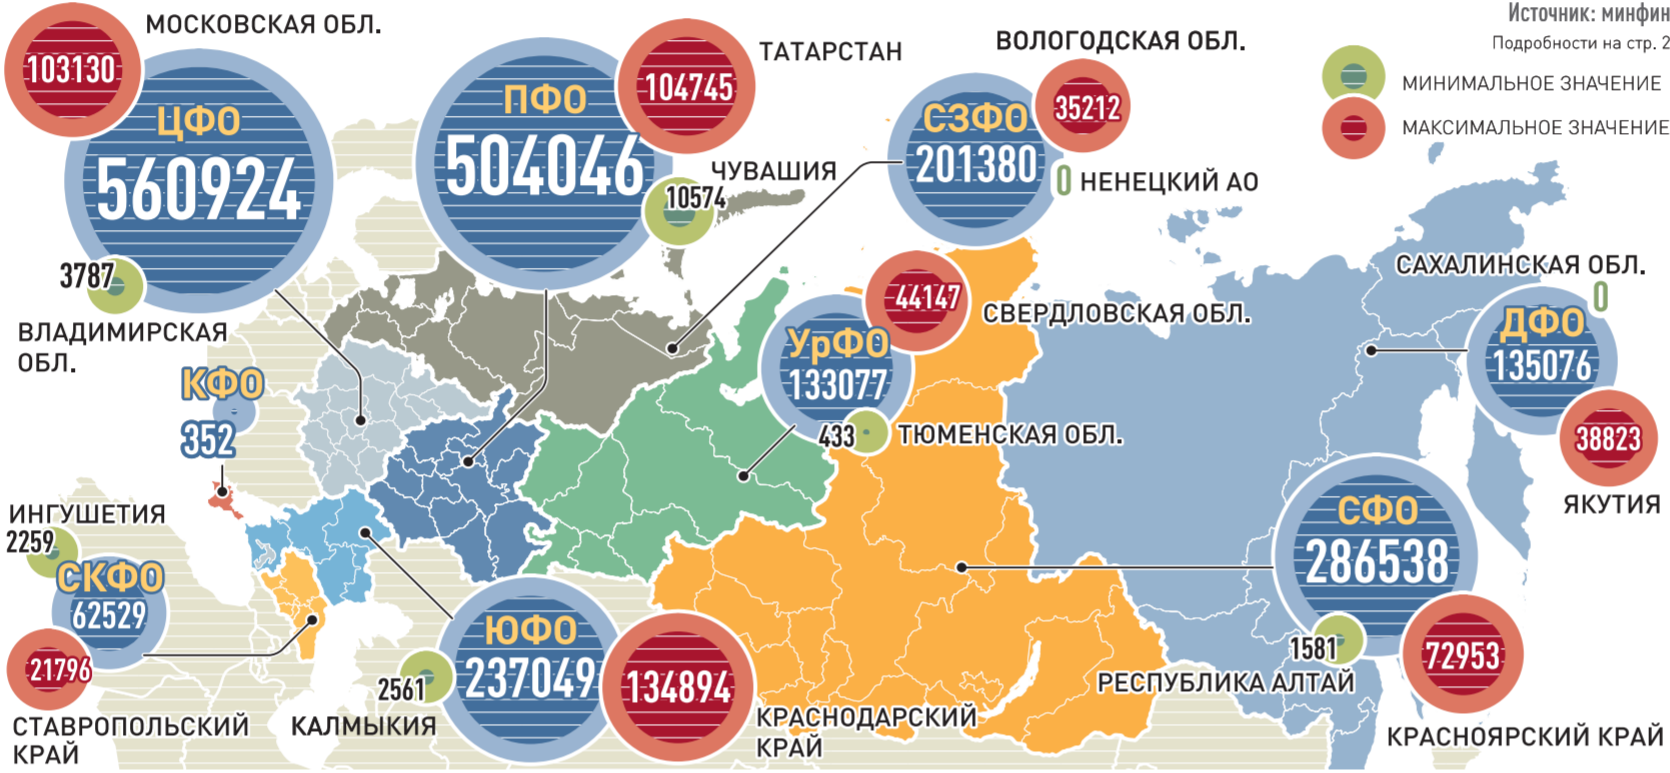 МОСКОВСКАЯ ОБЛ.
103130
ЦФО
560924
3787
ВЛАДИМИРСКАЯ
ОБЛ.
ПФО
504046
ТАТАРСТАН
104745
ЧУВАШИЯ
10574
ВОЛОГОДСКАЯ ОБЛ.
35212
СЗФО
201380
0 НЕНЕЦКИЙ АО
Источник: минфин
Подробности на стр. 2
МИНИМАЛЬНОЕ ЗНАЧЕНИЕ
МАКСИМАЛЬНОЕ ЗНАЧЕНИЕ
КФО
352
44147
СВЕРДЛОВСКАЯ ОБЛ.
УрФО
133077
433
ТЮМЕНСКАЯ ОБЛ.
САХАЛИНСКАЯ ОБЛ.
0
ДФО
135076
38823
ЯКУТИЯ
ИНГУШЕТИЯ
2259
СКФО
62529
21796
СТАВРОПОЛЬСКИЙ
КРАЙ
ЮФО
237049
2561
КАЛМЫКИЯ
134894
КРАСНОДАРСКИЙ
КРАЙ
СФО
286538
1581
РЕСПУБЛИКА АЛТАЙ
72953
КРАСНОЯРСКИЙ КРАЙ